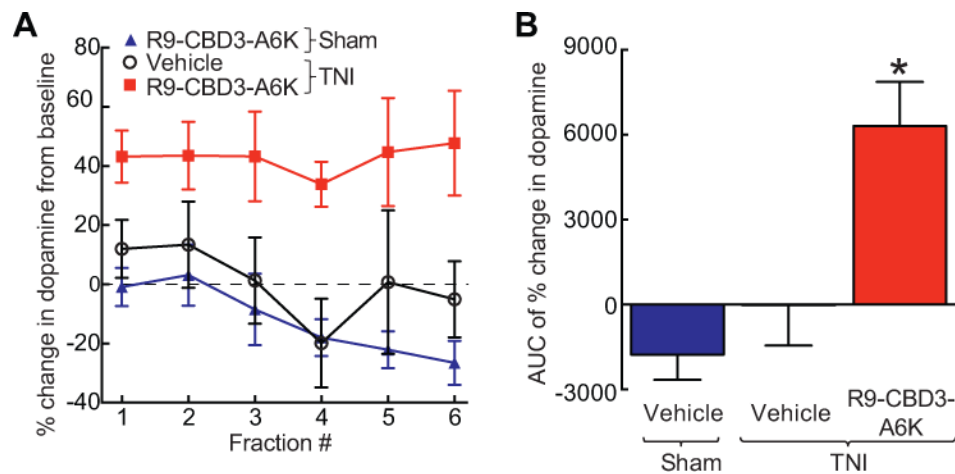 A
R9-CBD3-A6K } Sham
Vehicle
R9-CBD3-A6K } TNI
% change in dopamine from baseline
80
60
40
20
0
-20
-40
1 2 3 4 5 6
Fraction #
B
*
AUC of % change in dopamine
9000
6000
3000
0
-3000
Vehicle Vehicle R9-CBD3-
A6K
Sham TNI